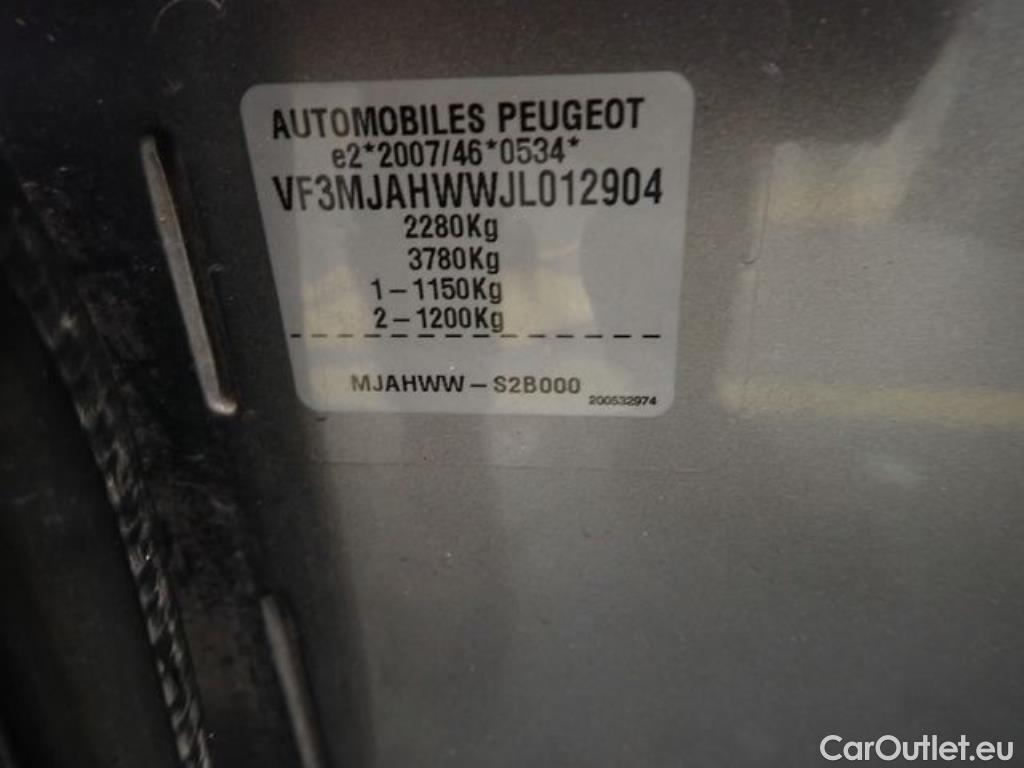 AUTOMOBILES PEUGEOT
e2*2007/46*0534*
VF3MJAHWWJL012904
2280Kg
3780Kg
1-1150Kg
2-1200Kg
MJAHWW-S2B000
200532974
CarOutlet.eu